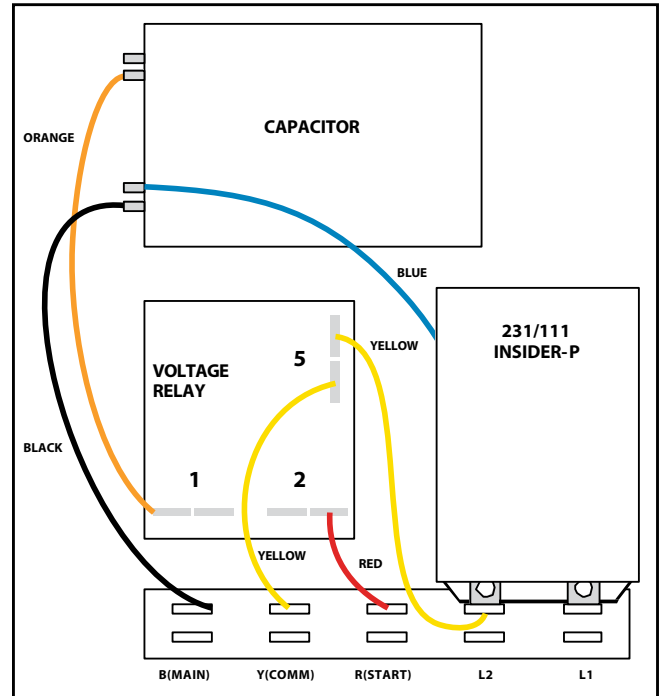 CAPACITOR
ORANGE
BLUE
231/111
INSIDER-P
YELLOW
5
VOLTAGE
RELAY
BLACK
1
2
YELLOW
RED
B(MAIN)
Y(COMM)
R(START)
L2
L1